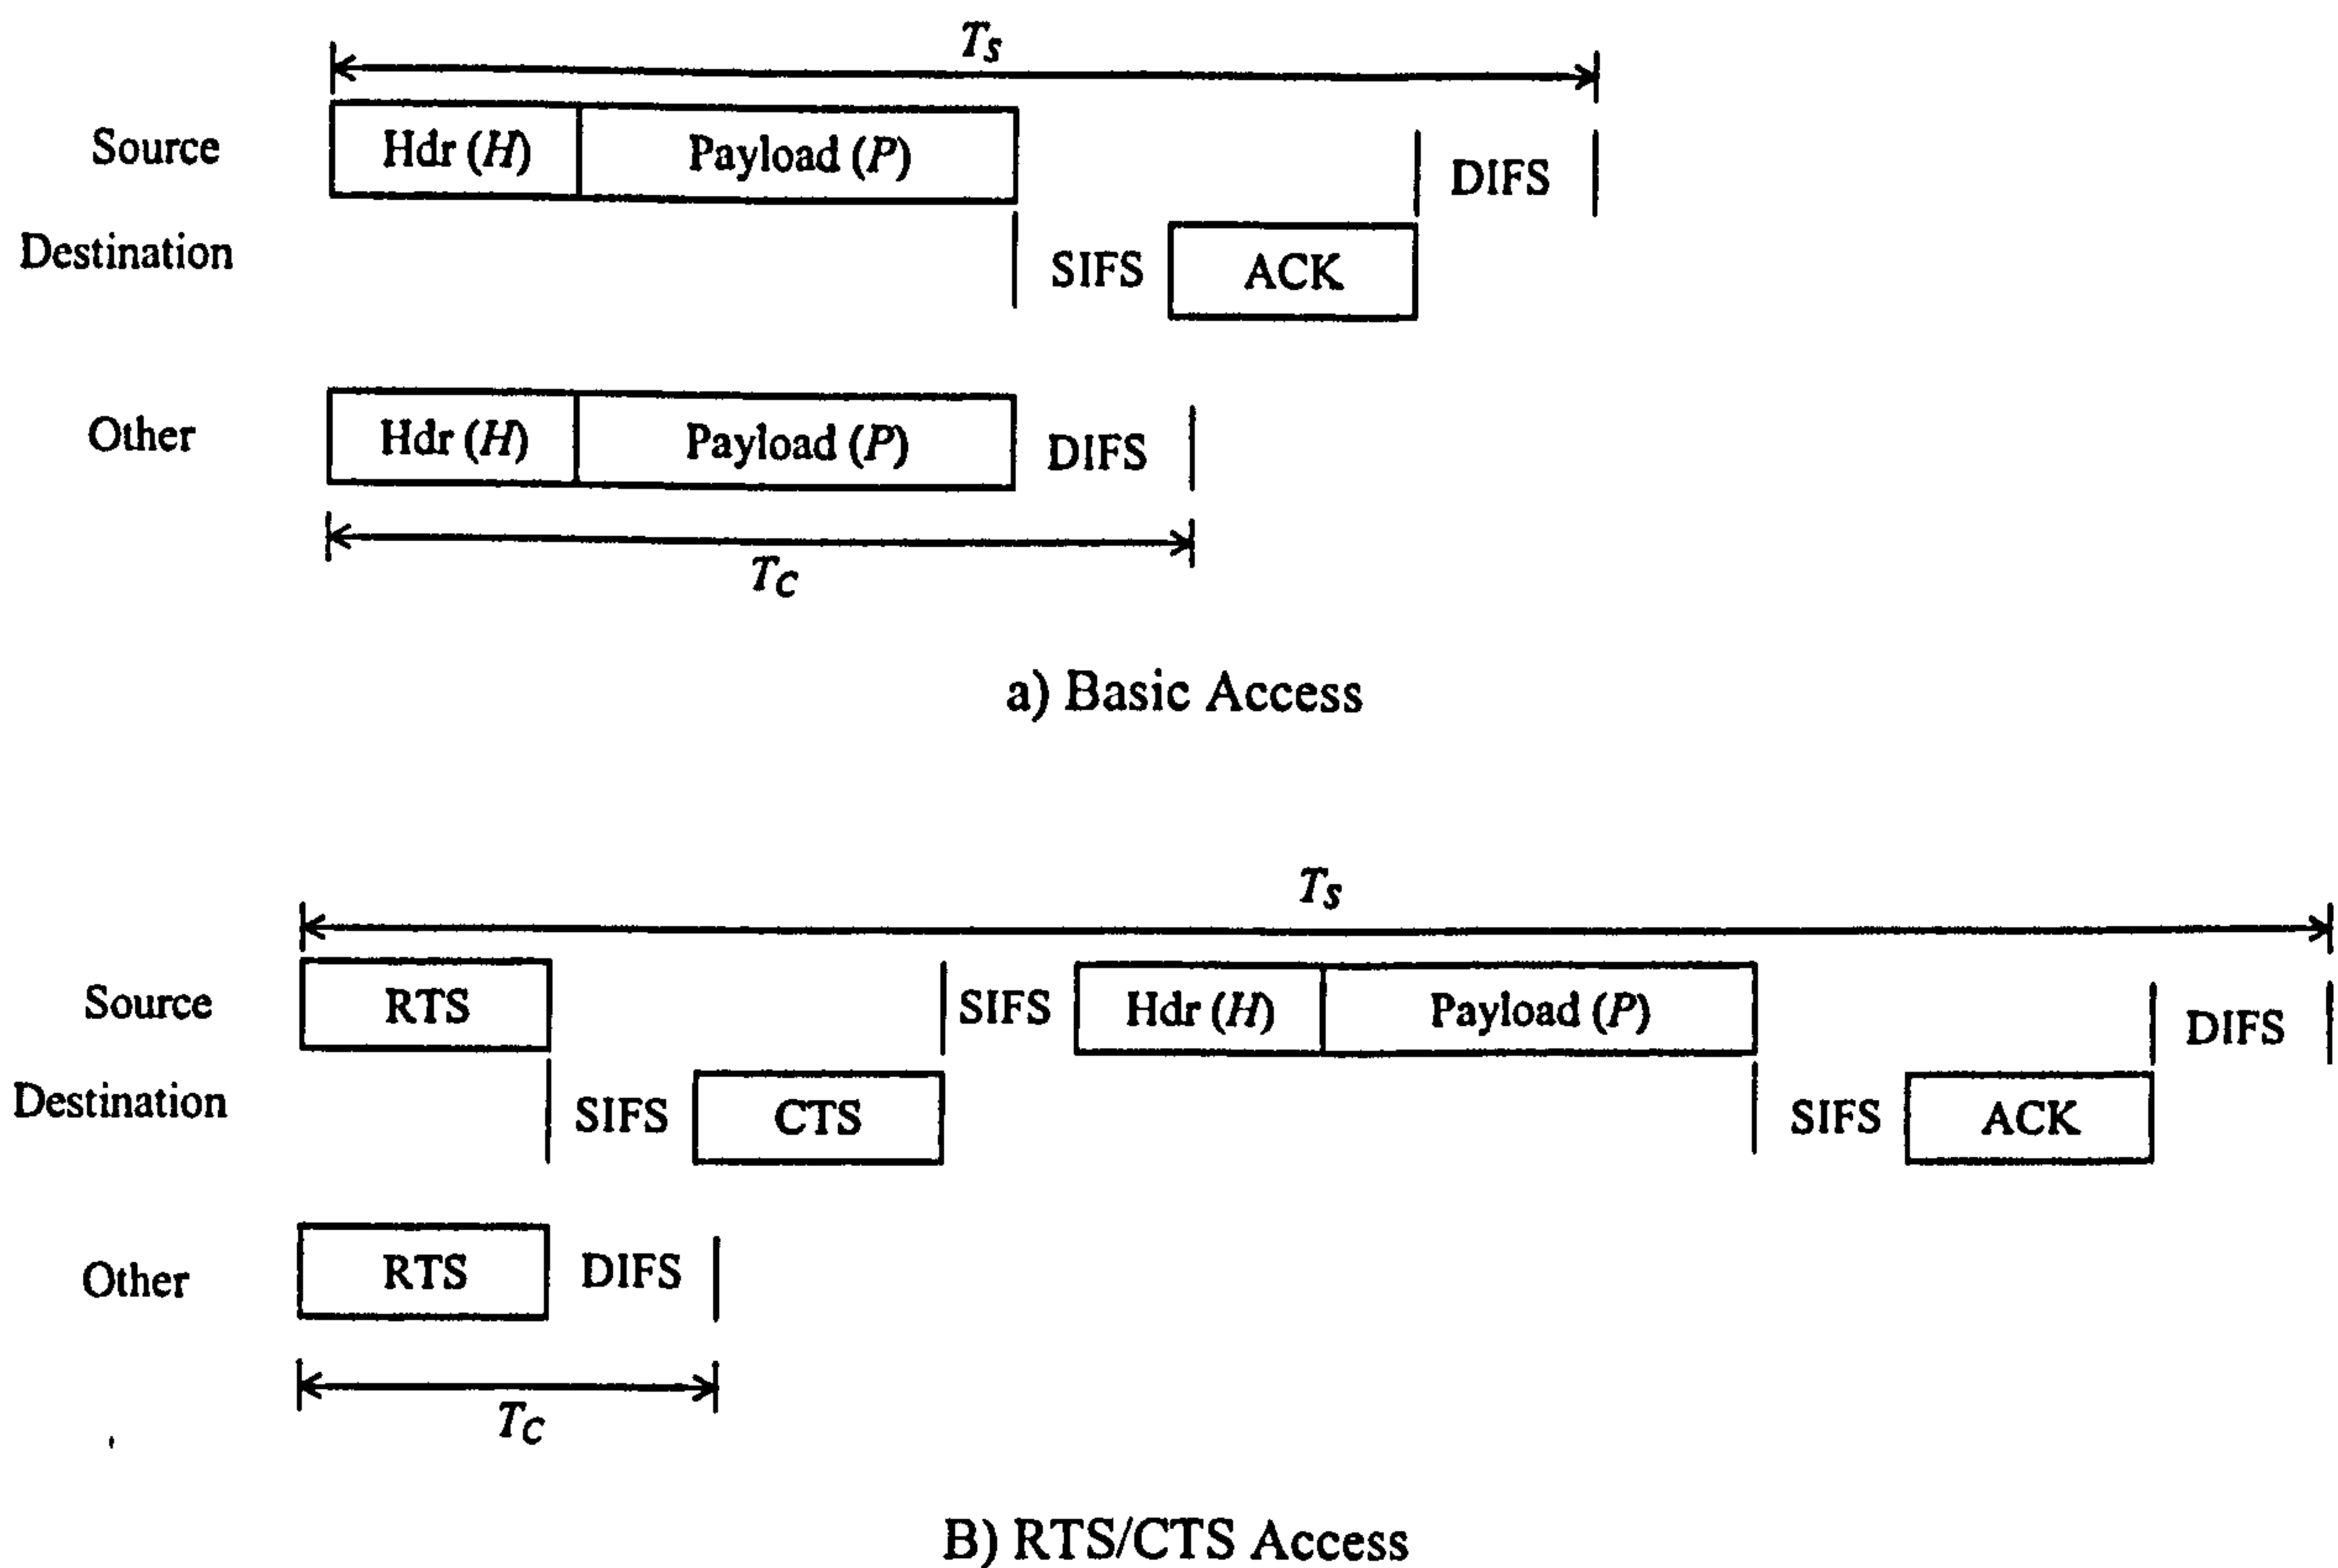 Ts
Source Hdr (H) Payload (P) DIFS
Destination SIFS ACK
Other Hdr (H) Payload (P) DIFS
Tc
a) Basic Access
Ts
Source RTS SIFS Hdr (H) Payload (P) DIFS
Destination SIFS CTS SIFS ACK
Other RTS DIFS
Tc
B) RTS/CTS Access